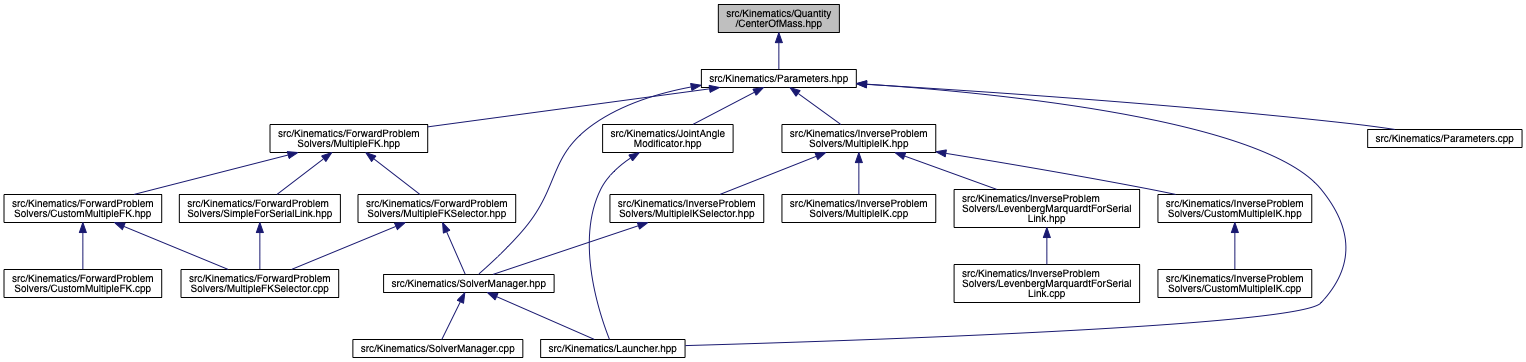 src/Kinematics/Quantity
/CenterOfMass.hpp
src/Kinematics/Parameters.hpp
src/Kinematics/ForwardProblem
Solvers/MultipleFK.hpp
src/Kinematics/JointAngle
Modificator.hpp
src/Kinematics/InverseProblem
Solvers/MultipleIK.hpp
src/Kinematics/Parameters.cpp
src/Kinematics/ForwardProblem
Solvers/CustomMultipleFK.hpp
src/Kinematics/ForwardProblem
Solvers/SimpleForSerialLink.hpp
src/Kinematics/ForwardProblem
Solvers/MultipleFKSelector.hpp
src/Kinematics/InverseProblem
Solvers/MultipleIKSelector.hpp
src/Kinematics/InverseProblem
Solvers/MultipleIK.cpp
src/Kinematics/InverseProblem
Solvers/LevenbergMarquardtForSerial
Link.hpp
src/Kinematics/InverseProblem
Solvers/CustomMultipleIK.hpp
src/Kinematics/ForwardProblem
Solvers/CustomMultipleFK.cpp
src/Kinematics/ForwardProblem
Solvers/MultipleFKSelector.cpp
src/Kinematics/SolverManager.hpp
src/Kinematics/InverseProblem
Solvers/LevenbergMarquardtForSerial
Link.cpp
src/Kinematics/InverseProblem
Solvers/CustomMultipleIK.cpp
src/Kinematics/SolverManager.cpp
src/Kinematics/Launcher.hpp